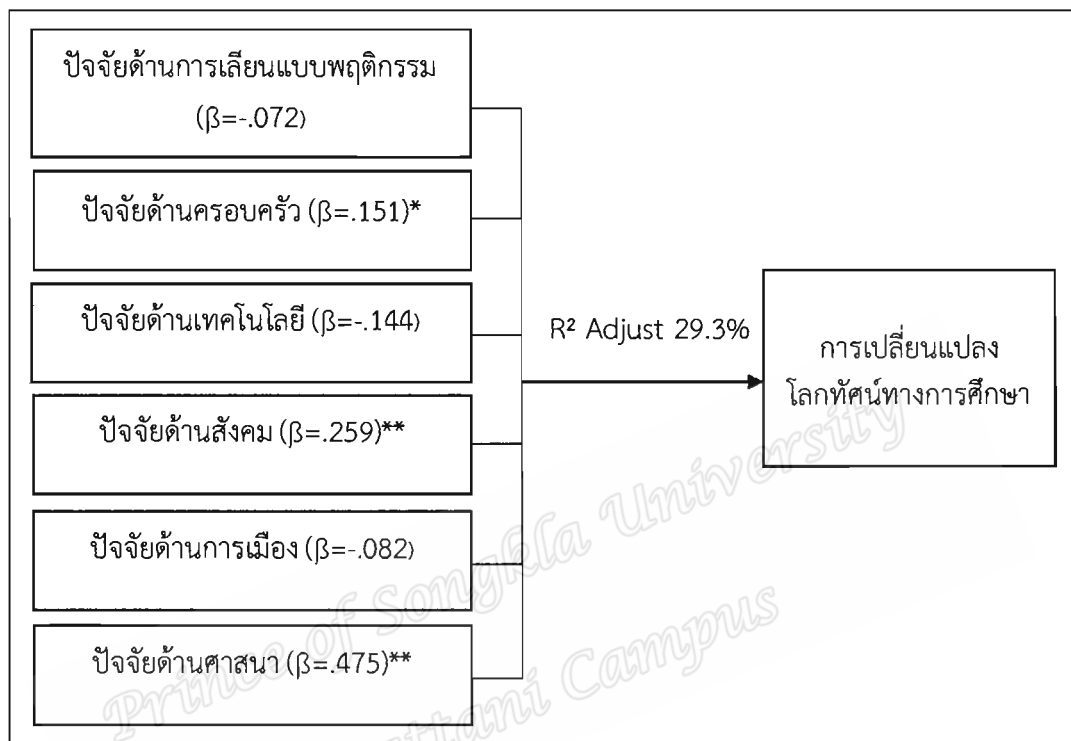 ปัจจัยด้านการเลียนแบบพฤติกรรม
(β=-.072)
ปัจจัยด้านครอบครัว (β=.151)*
ปัจจัยด้านเทคโนโลยี (β=-.144)
ปัจจัยด้านสังคม (β=.259)**
ปัจจัยด้านการเมือง (β=-.082)
ปัจจัยด้านศาสนา (β=.475)**
R² Adjust 29.3%
การเปลี่ยนแปลง
โลกทัศน์ทางการศึกษา
Prince of Songkla University
Pattani Campus